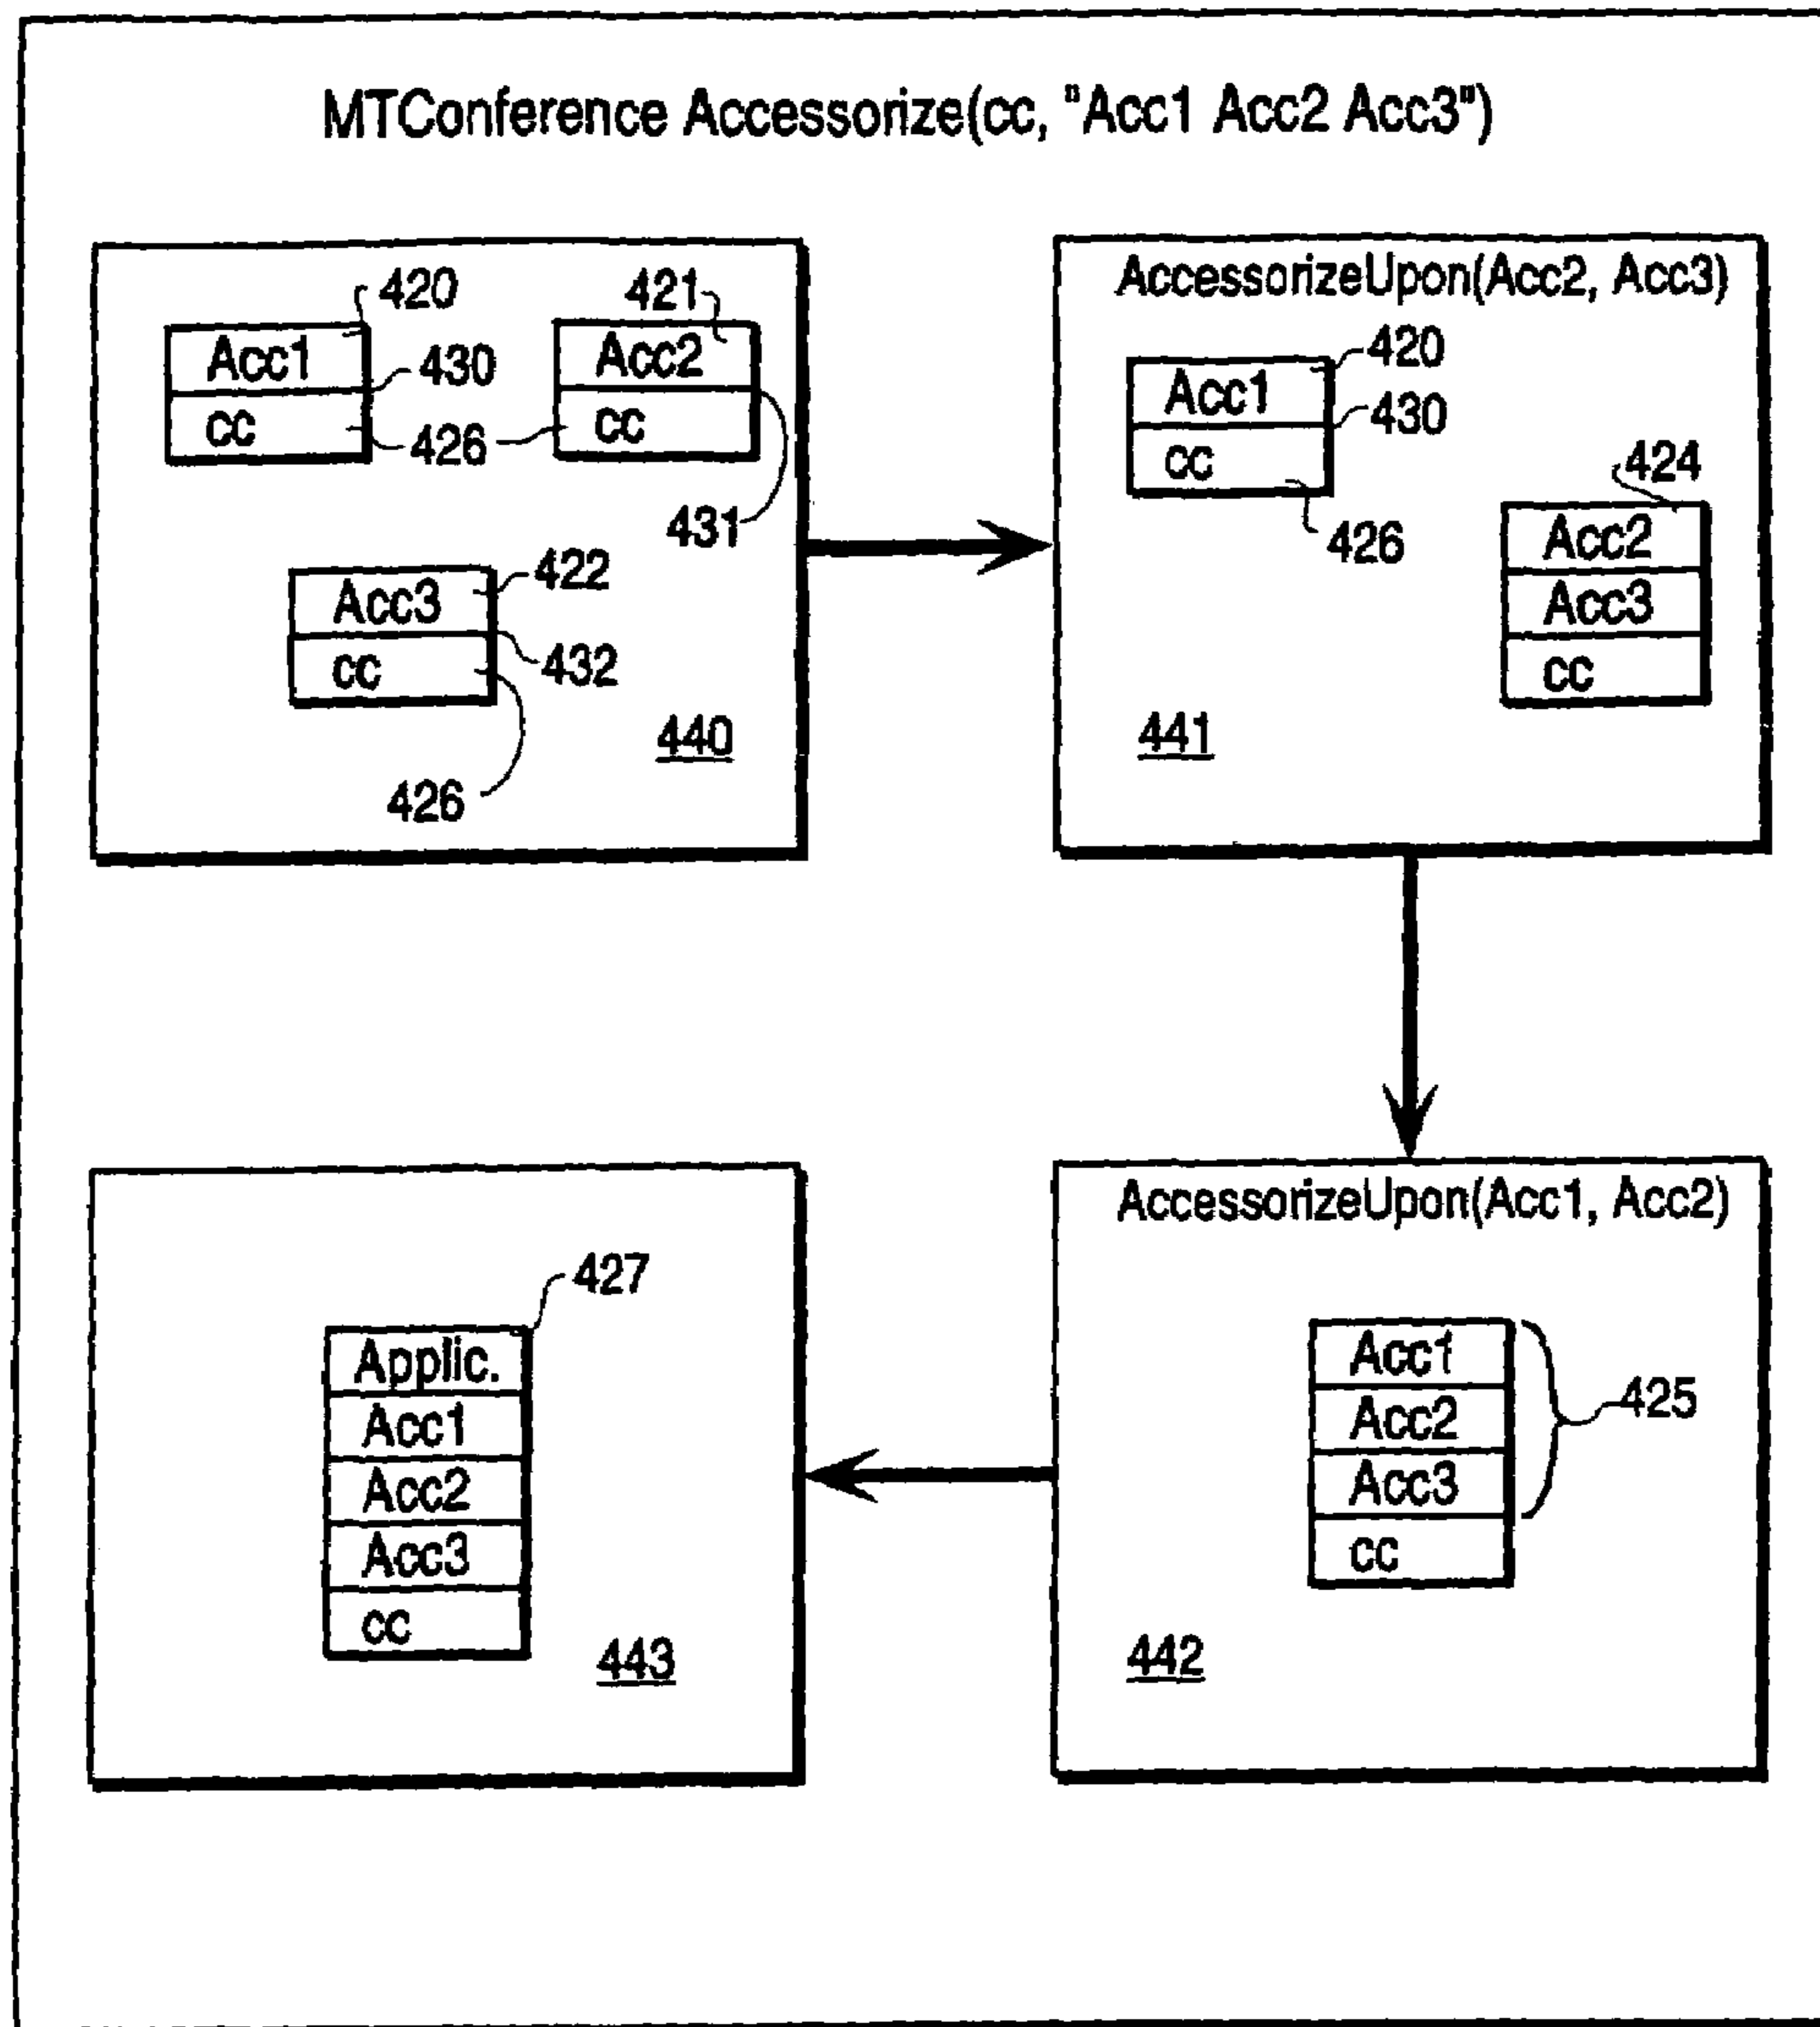 MTConference Accessorize(cc, "Acc1 Acc2 Acc3")
420
421
Acc1
430
cc
426
Acc2
cc
431
422
Acc3
432
cc
440
426
AccessorizeUpon(Acc2, Acc3)
420
Acc1
430
cc
426
424
Acc2
Acc3
cc
441
AccessorizeUpon(Acc1, Acc2)
Acc1
Acc2
Acc3
cc
425
442
427
Applic.
Acc1
Acc2
Acc3
cc
443